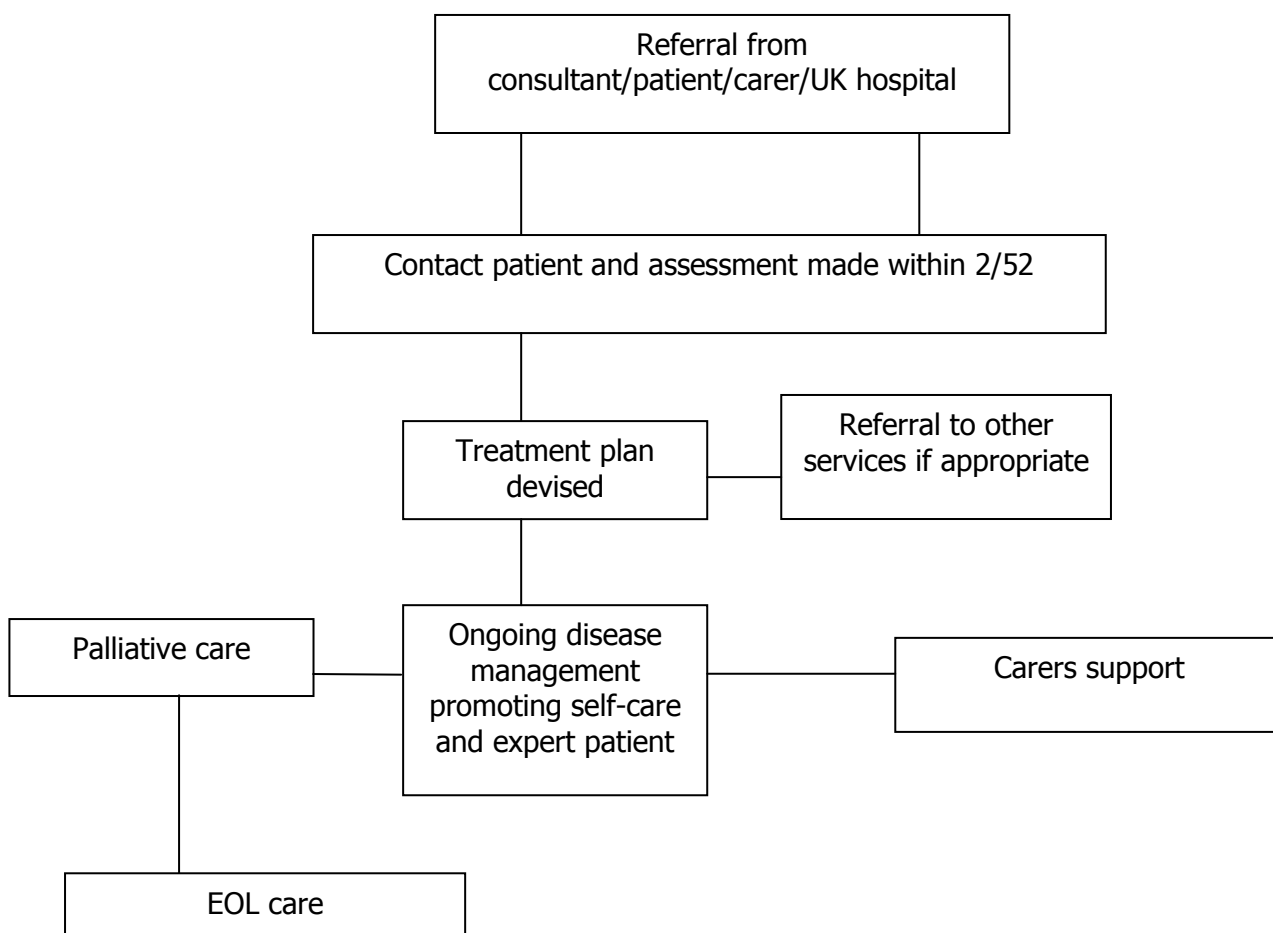 Referral from
consultant/patient/carer/UK hospital
Contact patient and assessment made within 2/52
Treatment plan
devised
Referral to other
services if appropriate
Palliative care
Ongoing disease
management
promoting self-care
and expert patient
Carers support
EOL care